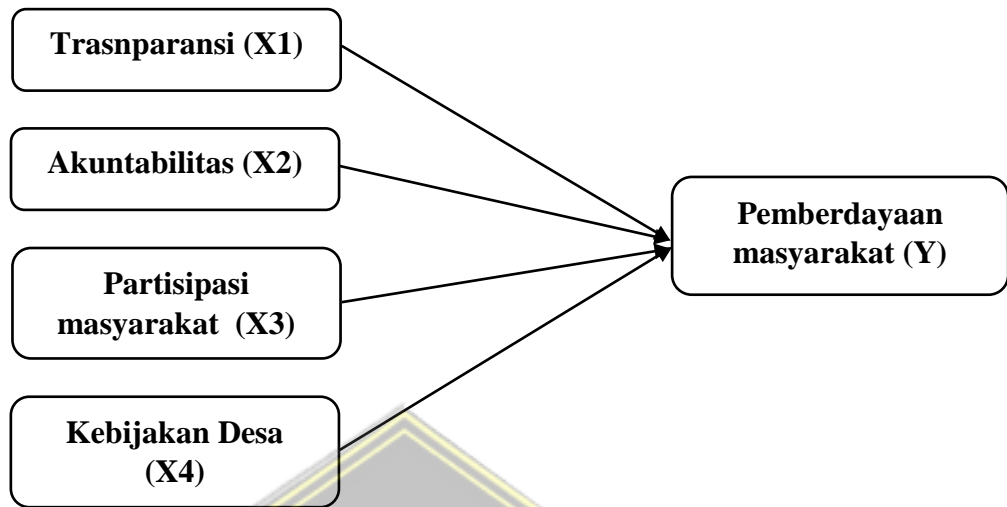 Trasnparansi (X1)
Akuntabilitas (X2)
Partisipasi
masyarakat (X3)
Kebijakan Desa
(X4)
Pemberdayaan
masyarakat (Y)